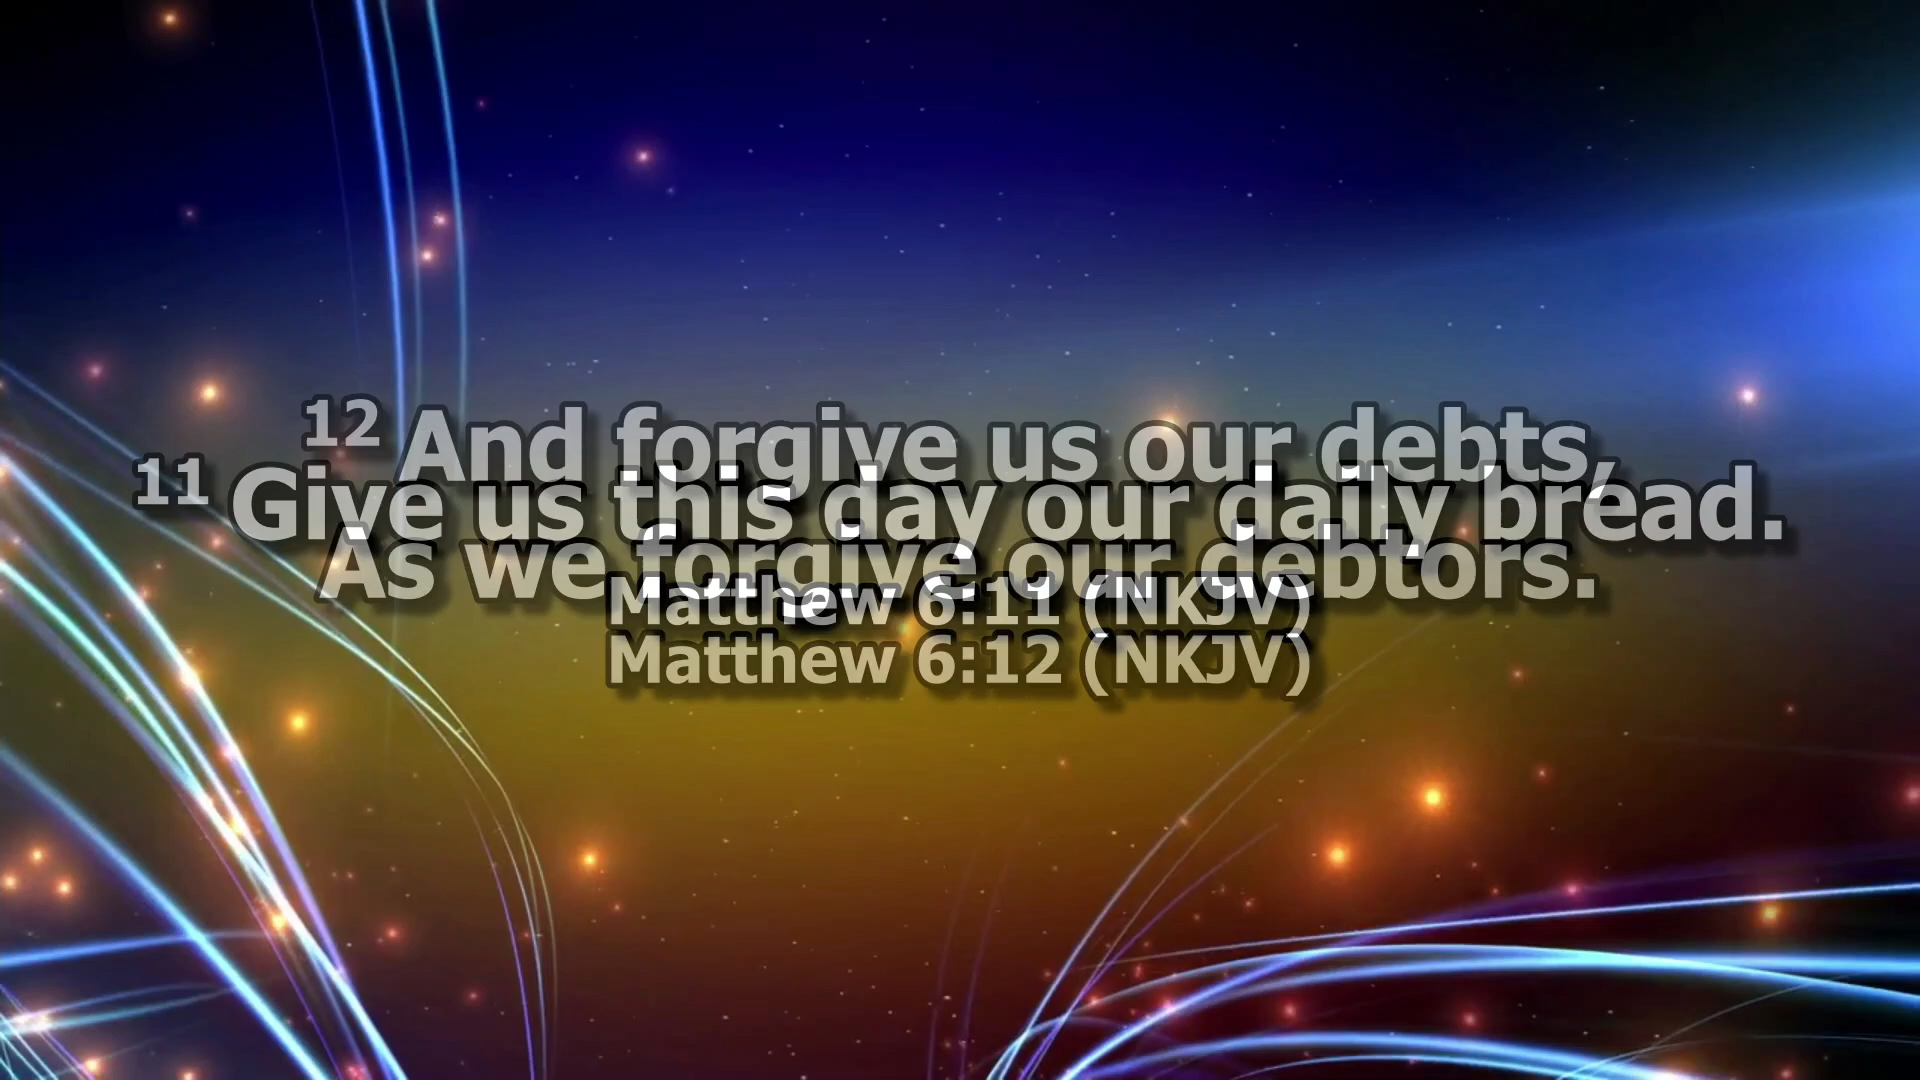 12 And forgive us our debts,
11 Give us this day our daily bread.
As we forgive our debtors.
Matthew 6:11 (NKJV)
Matthew 6:12 (NKJV)